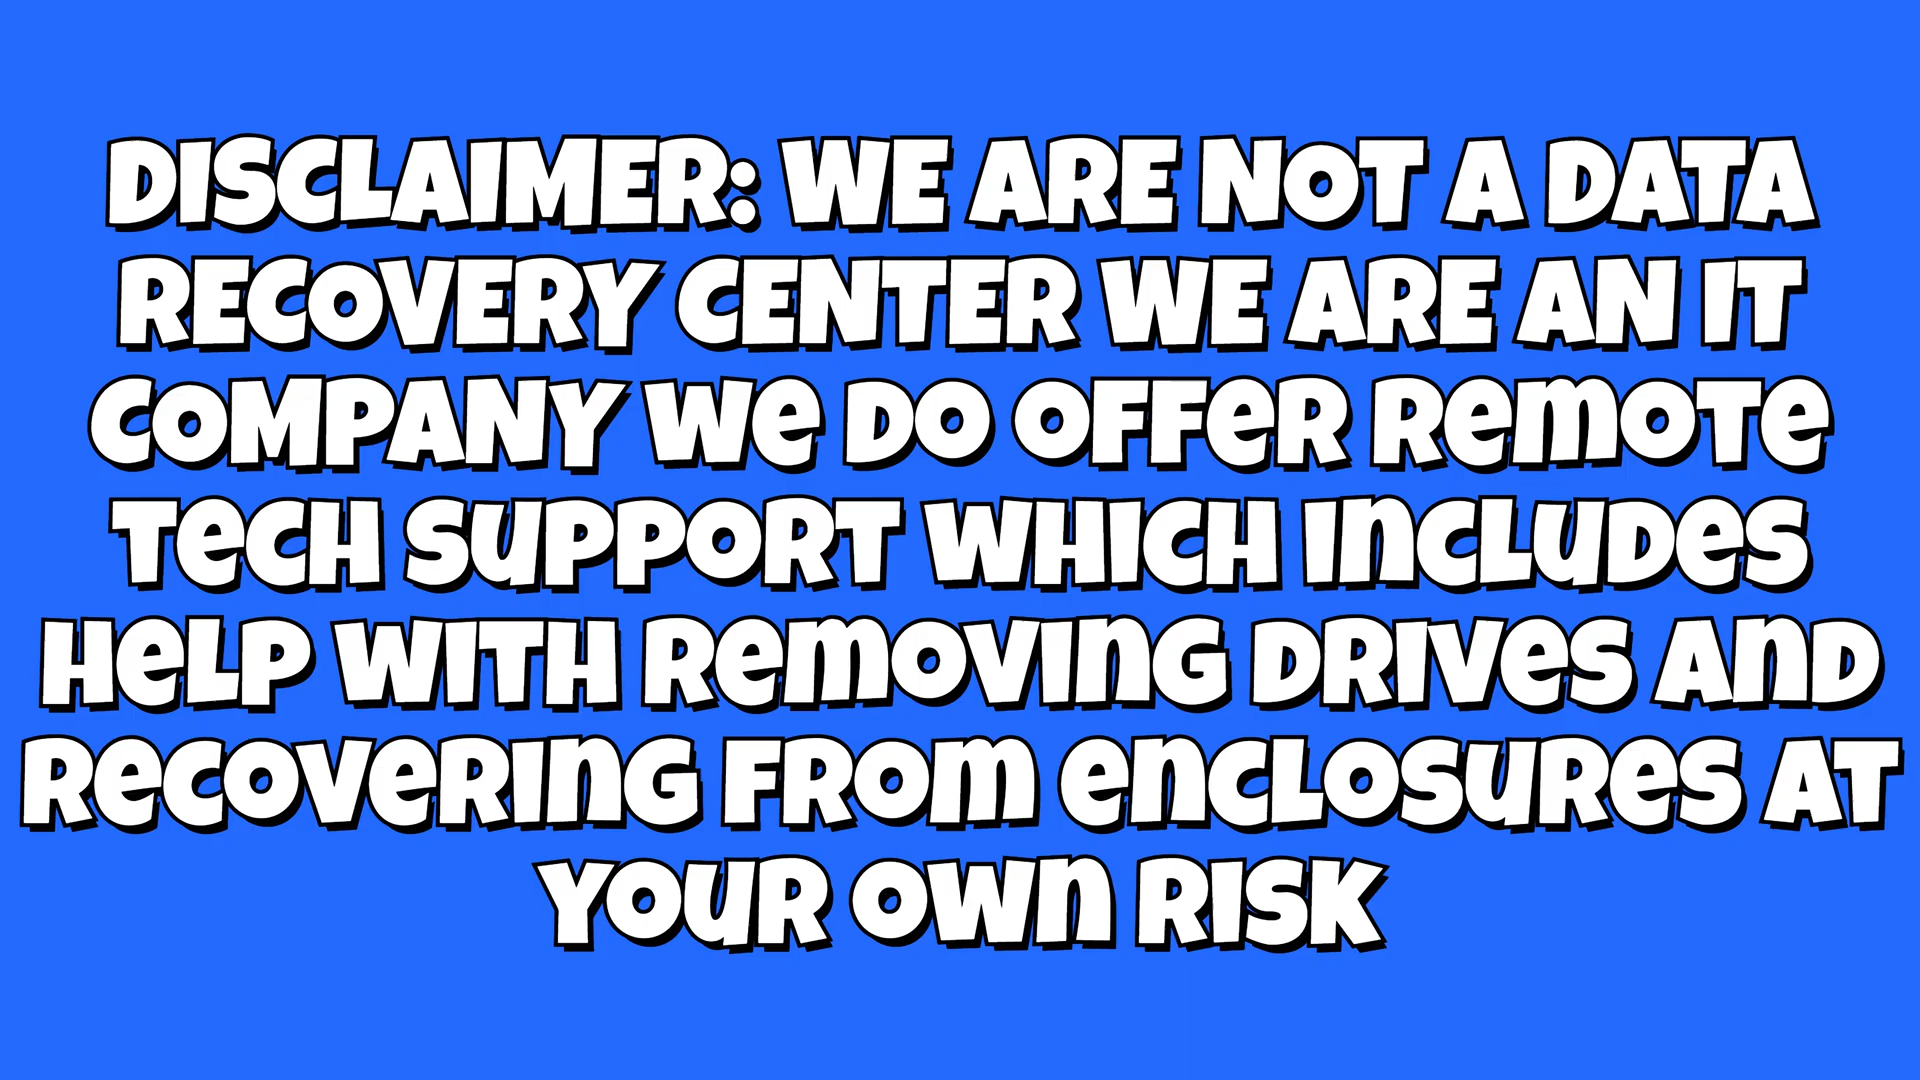 DISCLAIMER: WE ARE NOT A DATA
RECOVERY CENTER WE ARE AN IT
COMPANY We DO OFFeR Remote
Tech Support which includes
Help with removing drives and
recovering from enclosures at
your own risk